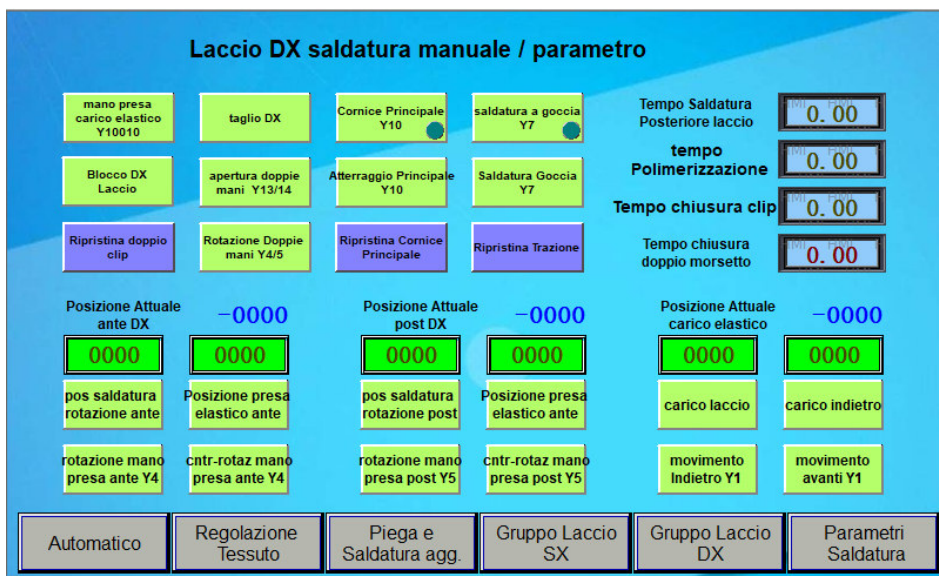 Laccio DX saldatura manuale / parametro
mano presa
carico elastico
Y10010
taglio DX
Cornice Principale
Y10
saldatura a goccia
Y7
Tempo Saldatura
Posteriore laccio
0.00
Blocco DX
Laccio
apertura doppie
mani Y13/14
Atterraggio Principale
Y10
Saldatura Goccia
Y7
tempo
Polimerizzazione
0.00
Tempo chiusura clip
0.00
Ripristina doppio
clip
Rotazione Doppie
mani Y4/5
Ripristina Cornice
Principale
Ripristina Trazione
Tempo chiusura
doppio morsetto
0.00
Posizione Attuale
ante DX
-0000
Posizione Attuale
post DX
-0000
Posizione Attuale
carico elastico
-0000
0000
0000
0000
0000
0000
0000
pos saldatura
rotazione ante
Posizione presa
elastico ante
pos saldatura
rotazione post
Posizione presa
elastico ante
carico laccio
carico indietro
rotazione mano
presa ante Y4
cntr-rotaz mano
presa ante Y4
rotazione mano
presa post Y5
cntr-rotaz mano
presa post Y5
movimento
Indietro Y1
movimento
avanti Y1
Automatico
Regolazione
Tessuto
Piega e
Saldatura agg.
Gruppo Laccio
SX
Gruppo Laccio
DX
Parametri
Saldatura